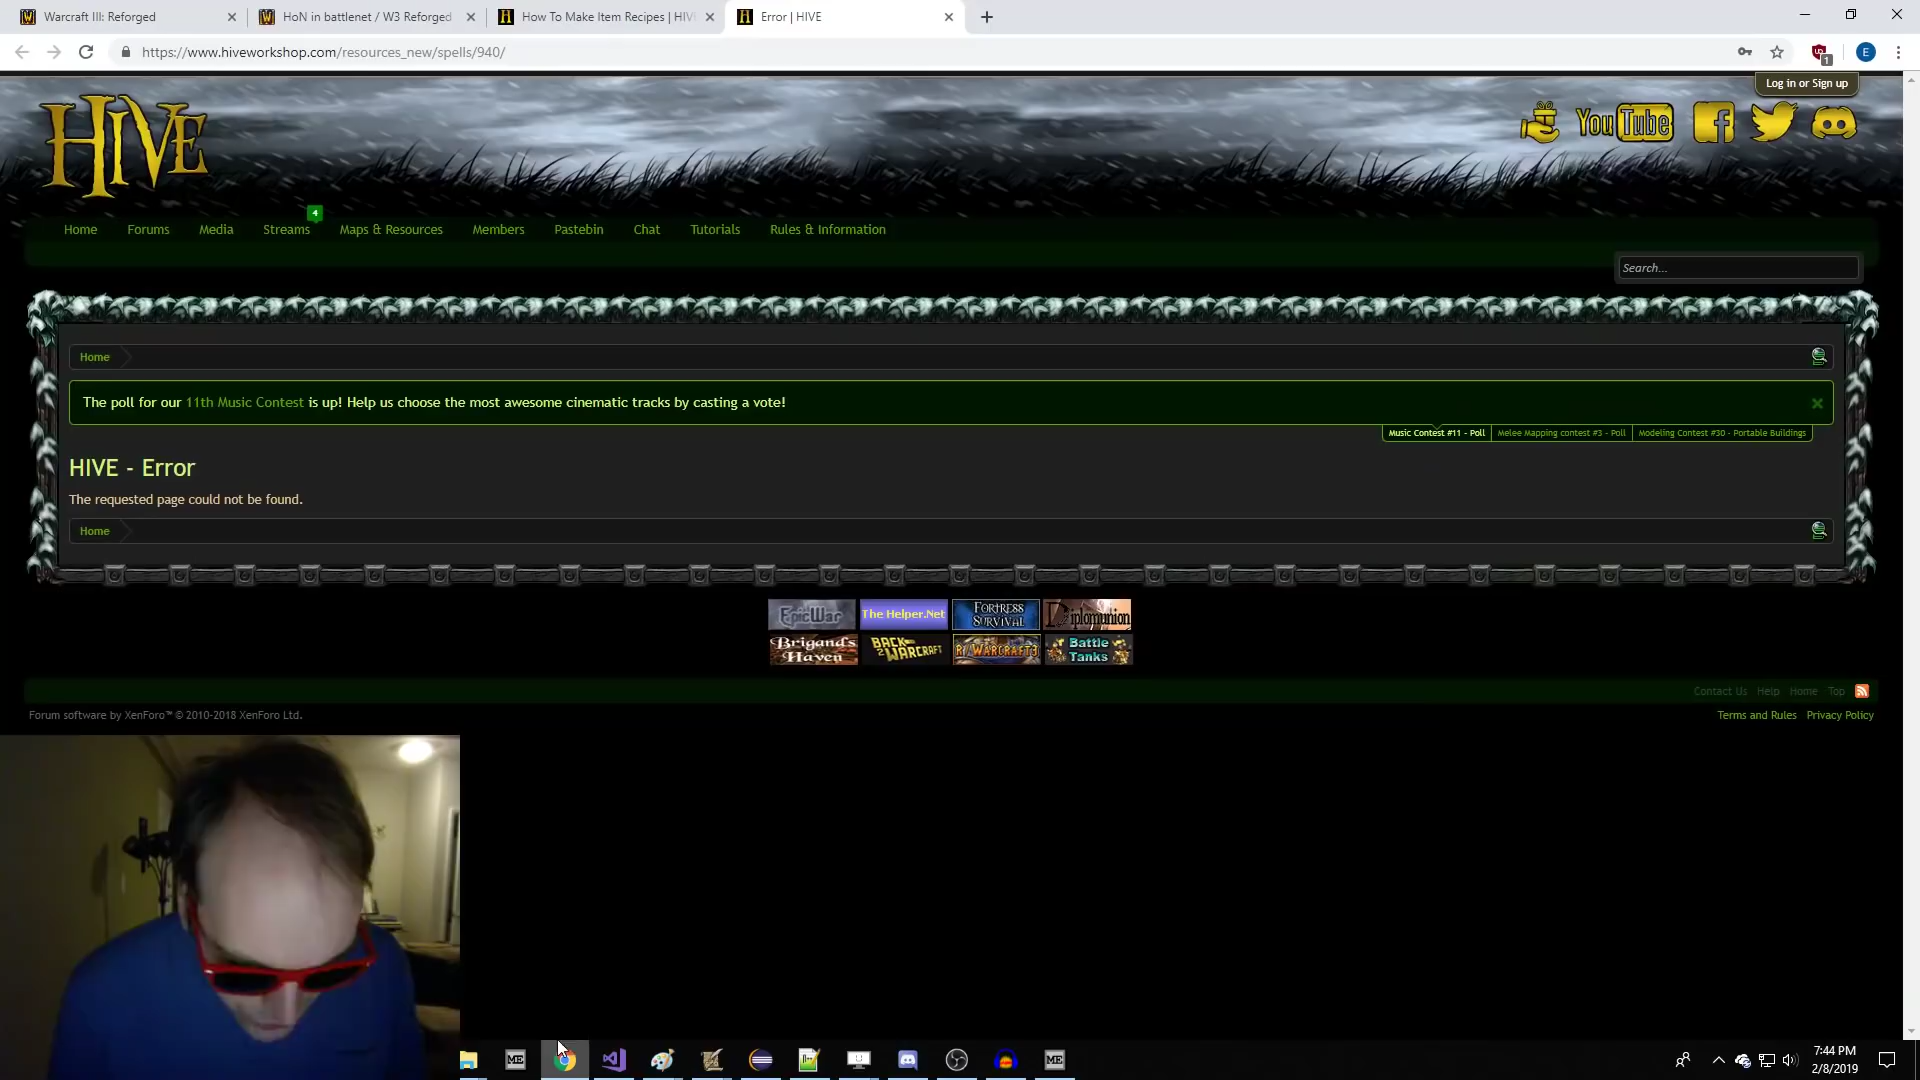 Warcraft III: Reforged
HoN in battlenet / W3 Reforged
How To Make Item Recipes | HIV
Error | HIVE
https://www.hiveworkshop.com/resources_new/spells/940/
E
1
Log in or Sign up
HIVE
YouTube
4
Home
Forums
Media
Streams
Maps & Resources
Members
Pastebin
Chat
Tutorials
Rules & Information
Search...
Home
The poll for our 11th Music Contest is up! Help us choose the most awesome cinematic tracks by casting a vote!
Music Contest #11 - Poll
Melee Mapping contest #3 - Poll
Modeling Contest #30 - Portable Buildings
HIVE - Error
The requested page could not be found.
Home
EpicWar
The Helper.Net
Fortress Survival
Diplomunion
Brigand's Haven
Back2Warcraft
R/Warcraft3
Battle Tanks
Contact Us
Help
Home
Top
Forum software by XenForo™ © 2010-2018 XenForo Ltd.
Terms and Rules
Privacy Policy
ME
ME
7:44 PM
2/8/2019